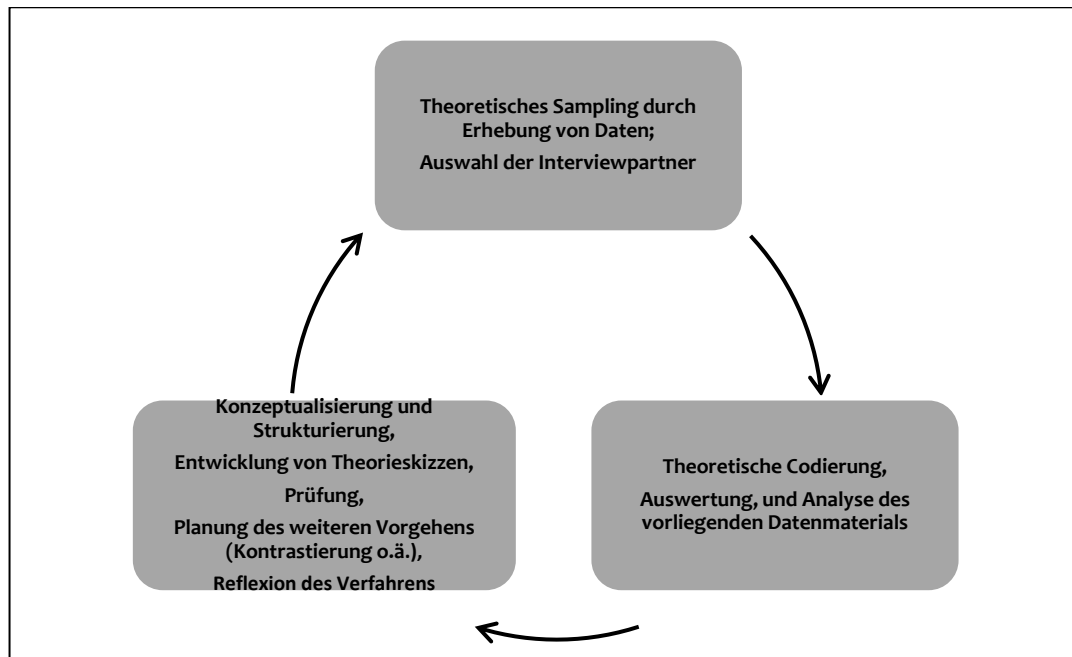 Theoretisches Sampling durch
Erhebung von Daten;
Auswahl der Interviewpartner
Theoretische Codierung,
Auswertung, und Analyse des
vorliegenden Datenmaterials
Konzeptualisierung und
Strukturierung,
Entwicklung von Theorieskizzen,
Prüfung,
Planung des weiteren Vorgehens
(Kontrastierung o.ä.),
Reflexion des Verfahrens